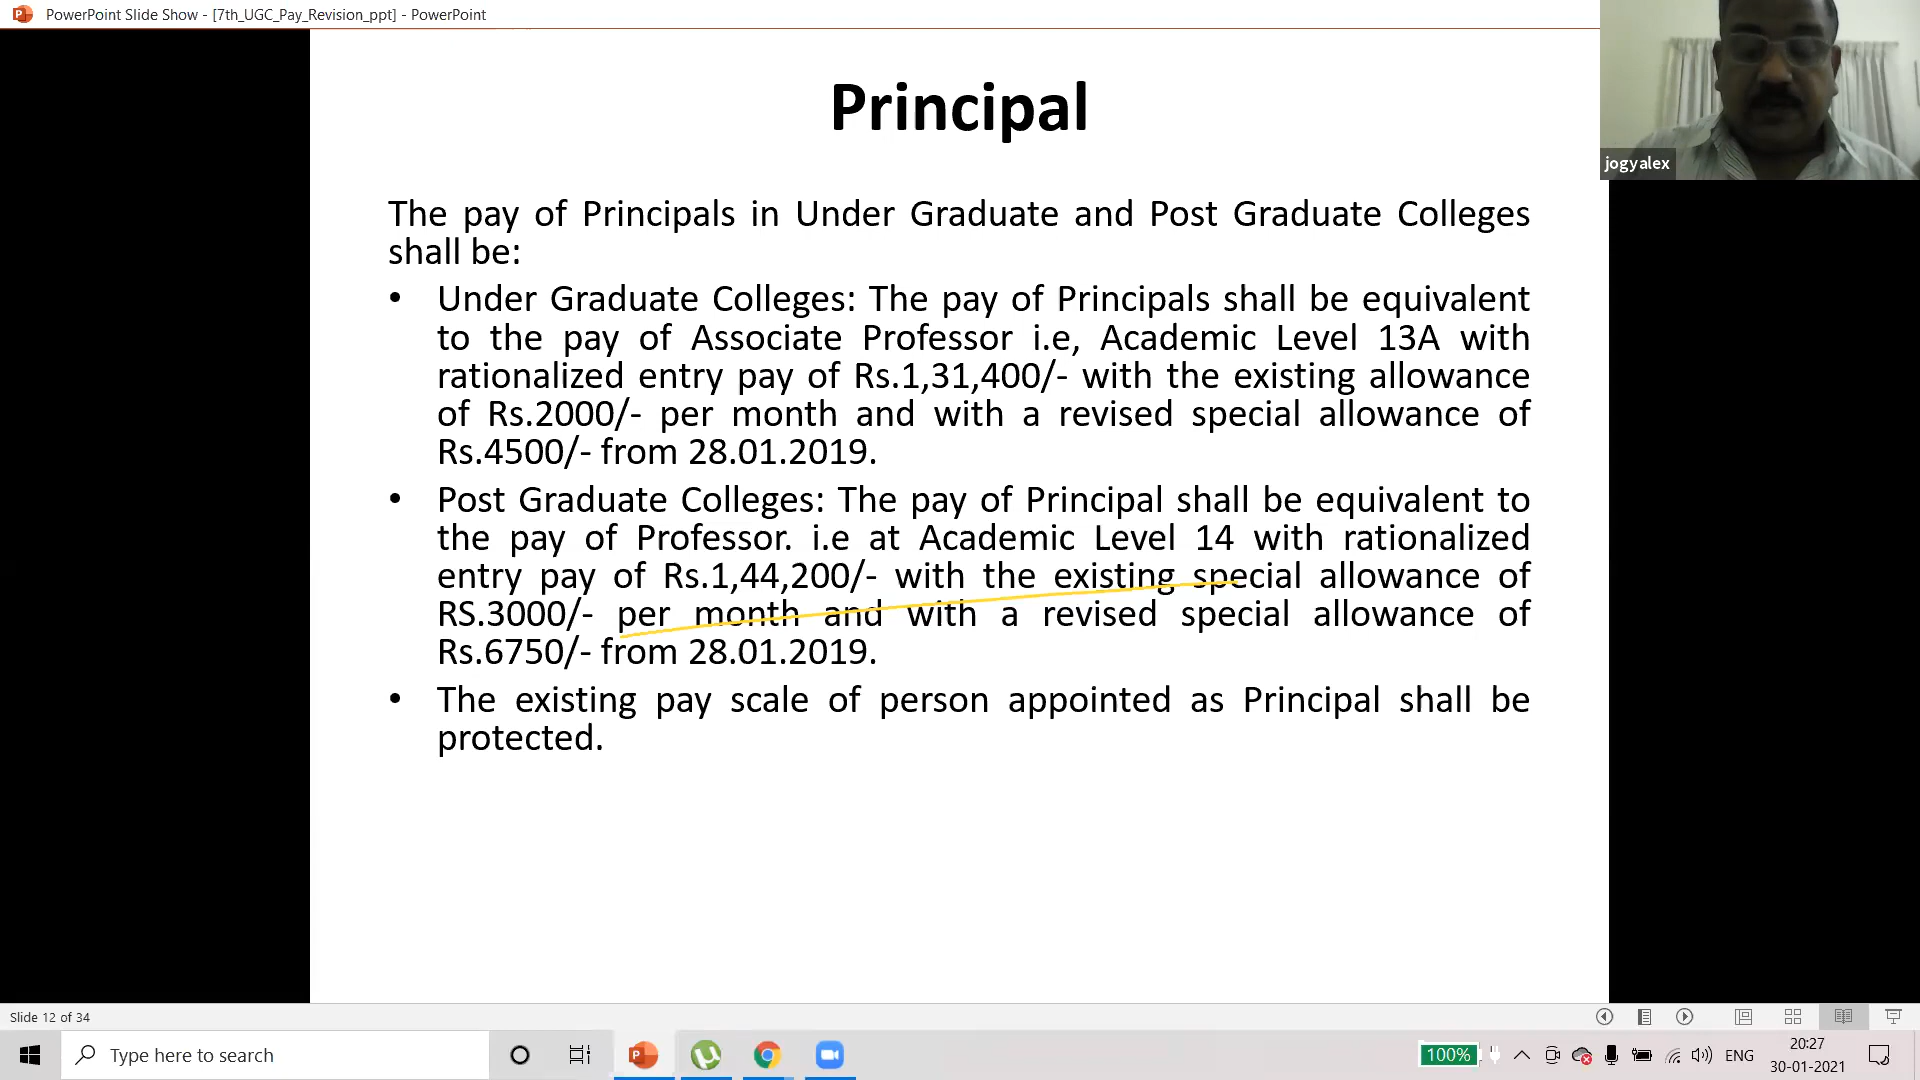 PowerPoint Slide Show - [7th_UGC_Pay_Revision_ppt] - PowerPoint
jogyalex
Principal
The pay of Principals in Under Graduate and Post Graduate Colleges
shall be:
• Under Graduate Colleges: The pay of Principals shall be equivalent
to the pay of Associate Professor i.e, Academic Level 13A with
rationalized entry pay of Rs.1,31,400/- with the existing allowance
of Rs.2000/- per month and with a revised special allowance of
Rs.4500/- from 28.01.2019.
• Post Graduate Colleges: The pay of Principal shall be equivalent to
the pay of Professor. i.e at Academic Level 14 with rationalized
entry pay of Rs.1,44,200/- with the existing special allowance of
RS.3000/- per month and with a revised special allowance of
Rs.6750/- from 28.01.2019.
• The existing pay scale of person appointed as Principal shall be
protected.
Slide 12 of 34
Type here to search
100%
ENG
20:27
30-01-2021